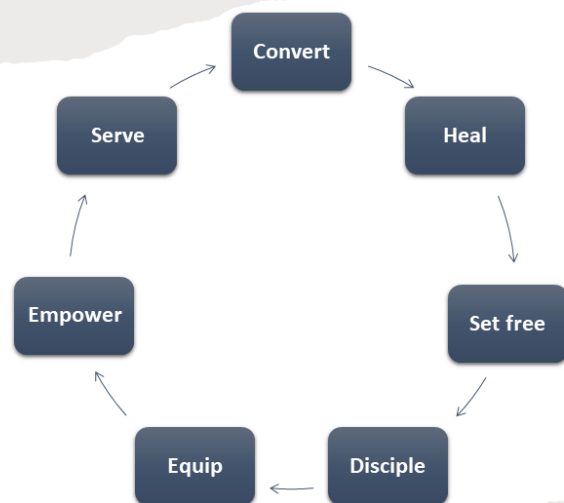 Convert
Heal
Set free
Disciple
Equip
Empower
Serve